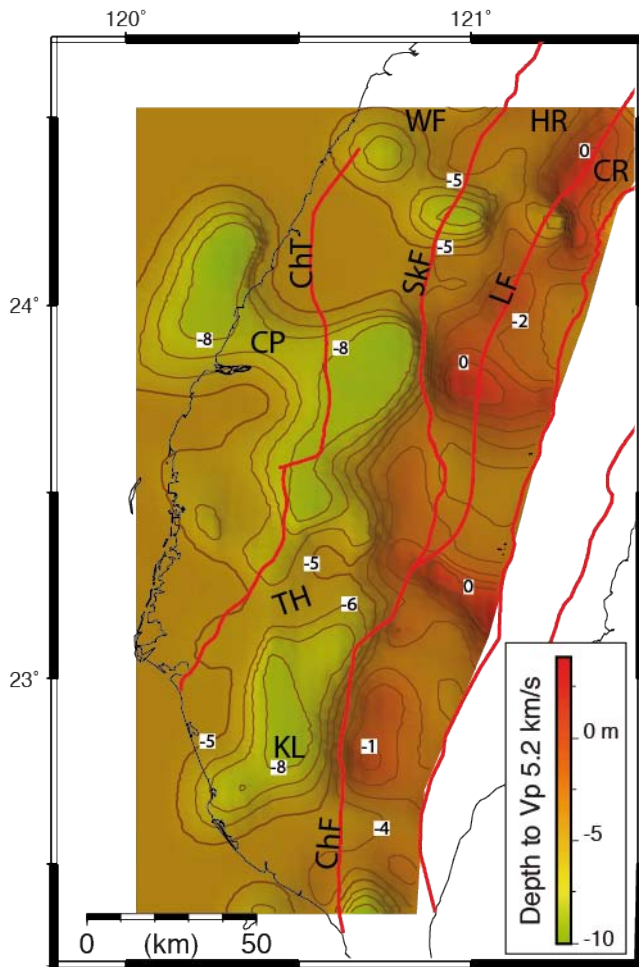 120° 121°
WF HR
0
CR
-5
-5
ChT SkF LF
24°
-2
-8 CP -8 0
-5
TH -6 0
23°
-5 KL -1
-8
-4
ChF
Depth to Vp 5.2 km/s
0 m
-5
-10
0 (km) 50